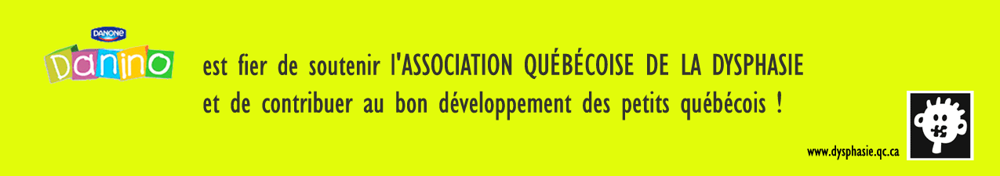 DANONE
Danino
est fier de soutenir l'ASSOCIATION QUÉBÉCOISE DE LA DYSPHASIE
et de contribuer au bon développement des petits québécois !
www.dysphasie.qc.ca